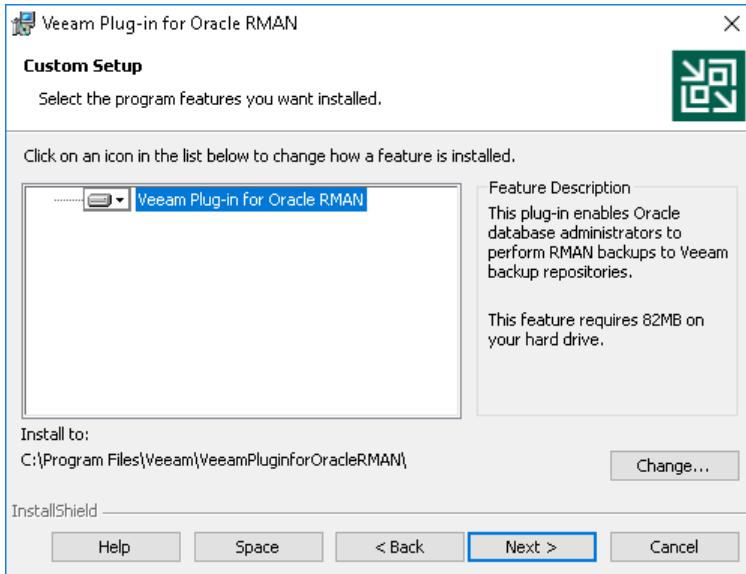 Veeam Plug-in for Oracle RMAN
Custom Setup
Select the program features you want installed.
Click on an icon in the list below to change how a feature is installed.
Veeam Plug-in for Oracle RMAN
Feature Description
This plug-in enables Oracle
database administrators to
perform RMAN backups to Veeam
backup repositories.
This feature requires 82MB on
your hard drive.
Install to:
C:\Program Files\Veeam\VeeamPluginforOracleRMAN\
Change...
InstallShield
Help Space < Back Next > Cancel